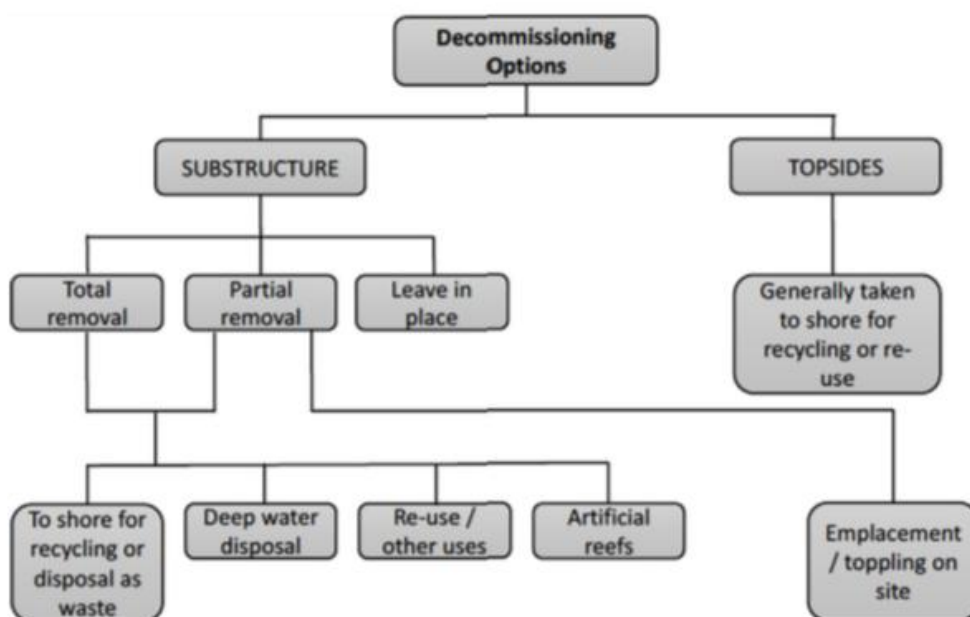 Decommissioning
Options
SUBSTRUCTURE
TOPSIDES
Total
removal
Partial
removal
Leave in
place
Generally taken
to shore for
recycling or re-
use
To shore for
recycling or
disposal as
waste
Deep water
disposal
Re-use /
other uses
Artificial
reefs
Emplacement
/ toppling on
site